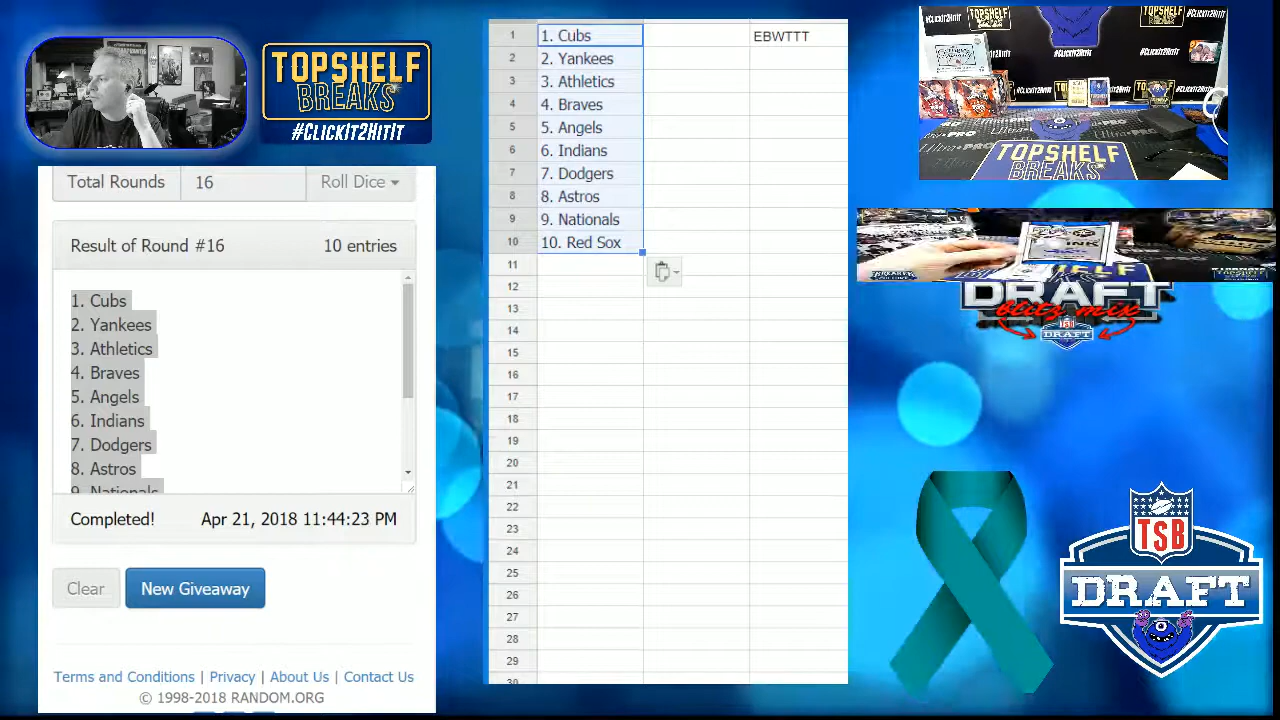 TOPSHELF
BREAKS
#CLICKIT2HITIT
Total Rounds
16
Roll Dice
Result of Round #16
10 entries
1. Cubs
2. Yankees
3. Athletics
4. Braves
5. Angels
6. Indians
7. Dodgers
8. Astros
9. Nationals
Completed!
Apr 21, 2018 11:44:23 PM
Clear
New Giveaway
Terms and Conditions | Privacy | About Us | Contact Us
© 1998-2018 RANDOM.ORG
1 1. Cubs EBWTTT
2 2. Yankees
3 3. Athletics
4 4. Braves
5 5. Angels
6 6. Indians
7 7. Dodgers
8 8. Astros
9 9. Nationals
10 10. Red Sox
11
12
13
14
15
16
17
18
19
20
21
22
23
24
25
26
27
28
29
30
TOPSHELF
BREAKS
DRAFT
blitz mix
TSB
DRAFT
TSB
DRAFT